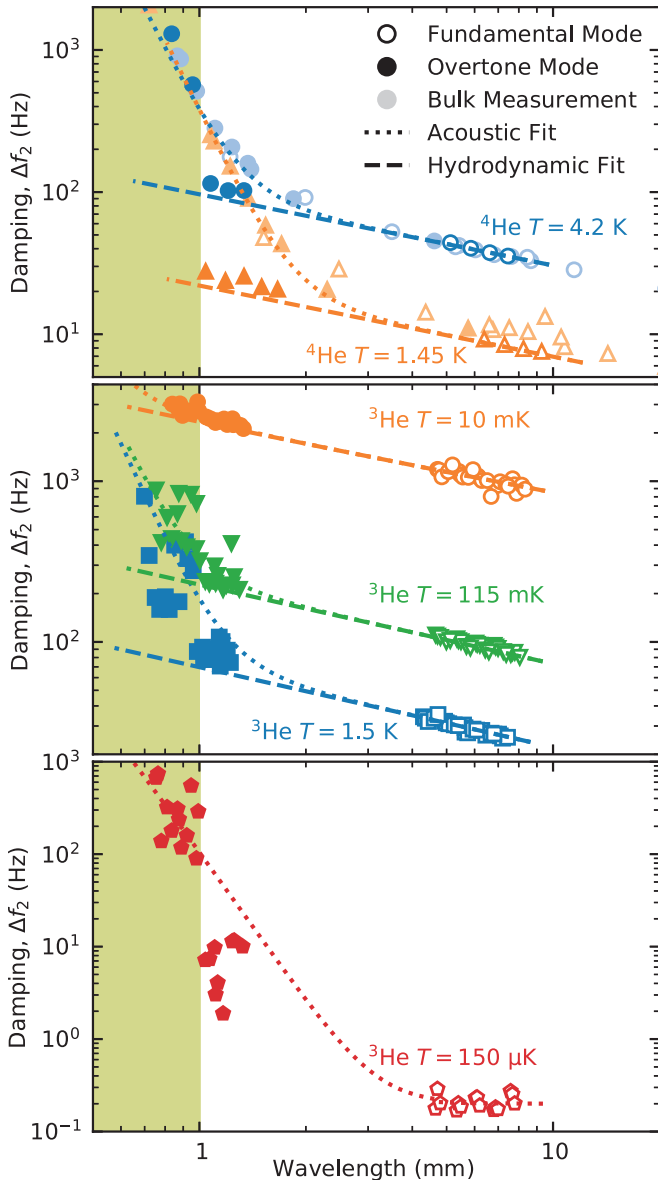 10³
10²
10¹
Damping, Δf₂ (Hz)
Fundamental Mode
Overtone Mode
Bulk Measurement
Acoustic Fit
Hydrodynamic Fit
⁴He T = 4.2 K
⁴He T = 1.45 K
10³
10²
Damping, Δf₂ (Hz)
³He T = 10 mK
³He T = 115 mK
³He T = 1.5 K
10³
10³
10²
10¹
10⁰
10⁻¹
Damping, Δf₂ (Hz)
³He T = 150 μK
1
10
Wavelength (mm)